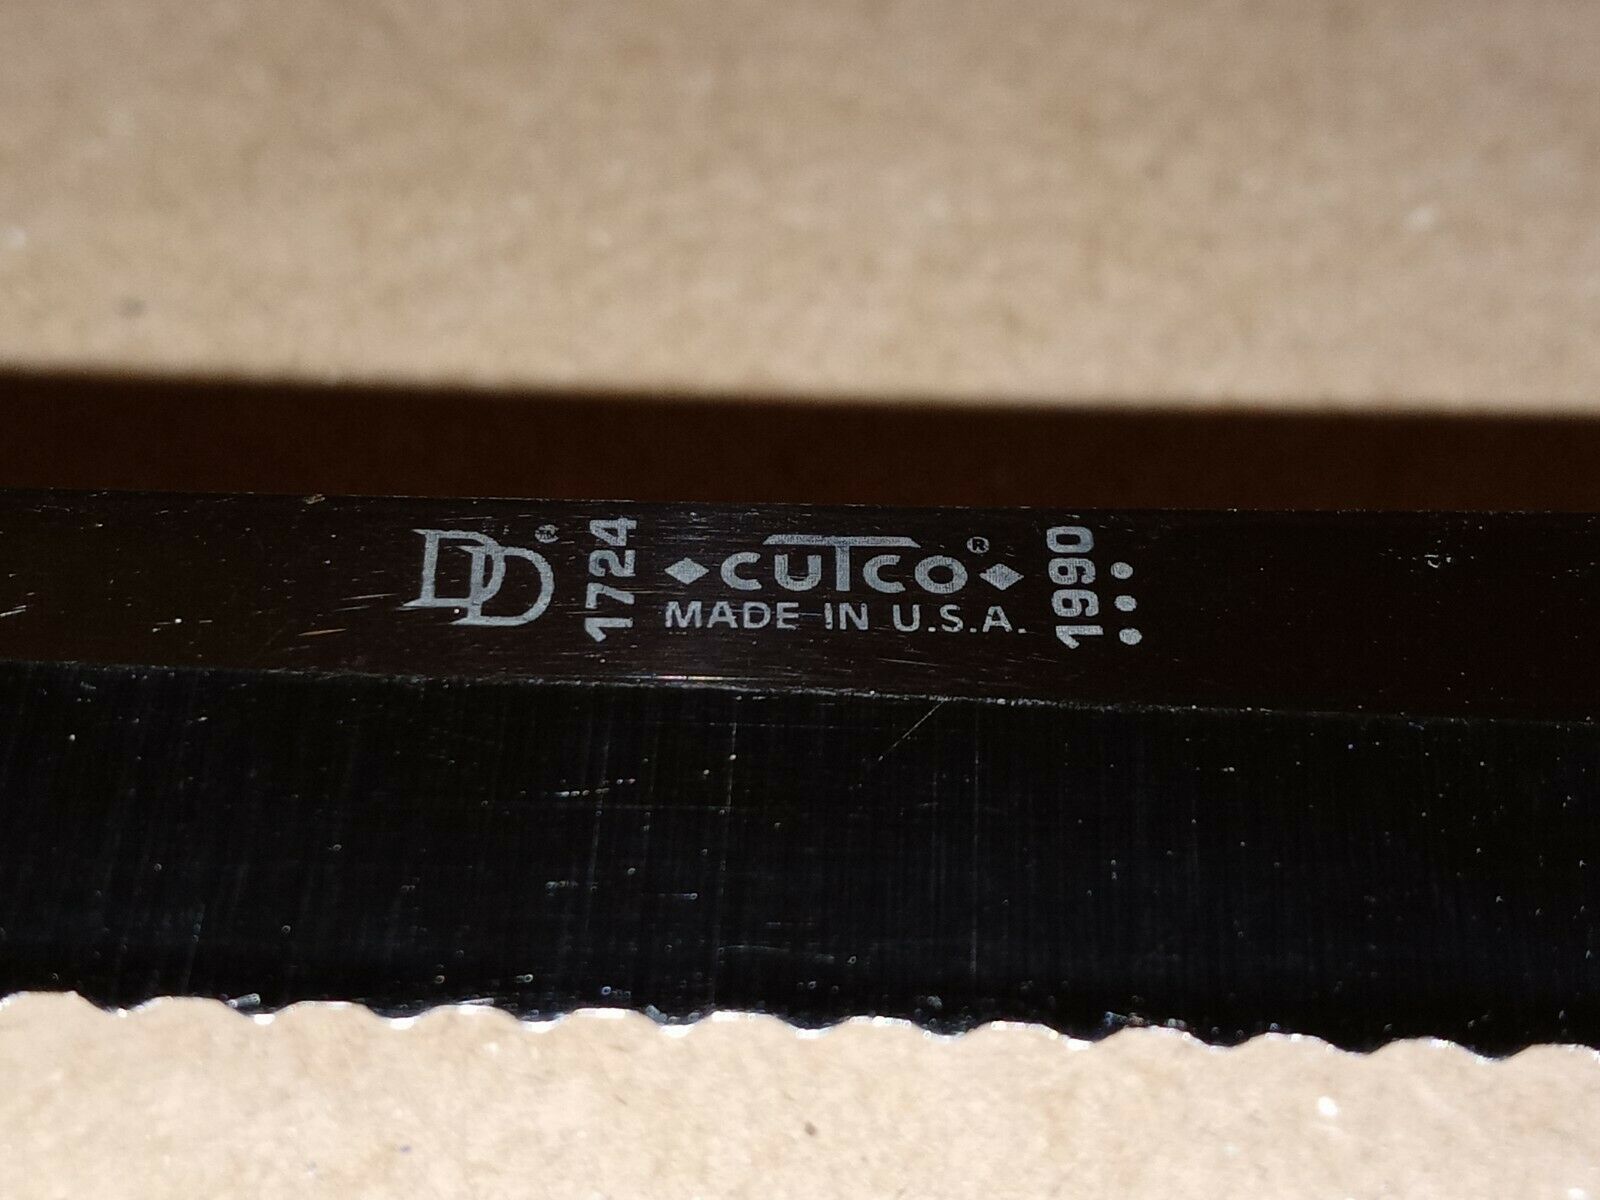 DD
1724
CUTCO®
MADE IN U.S.A.
1990